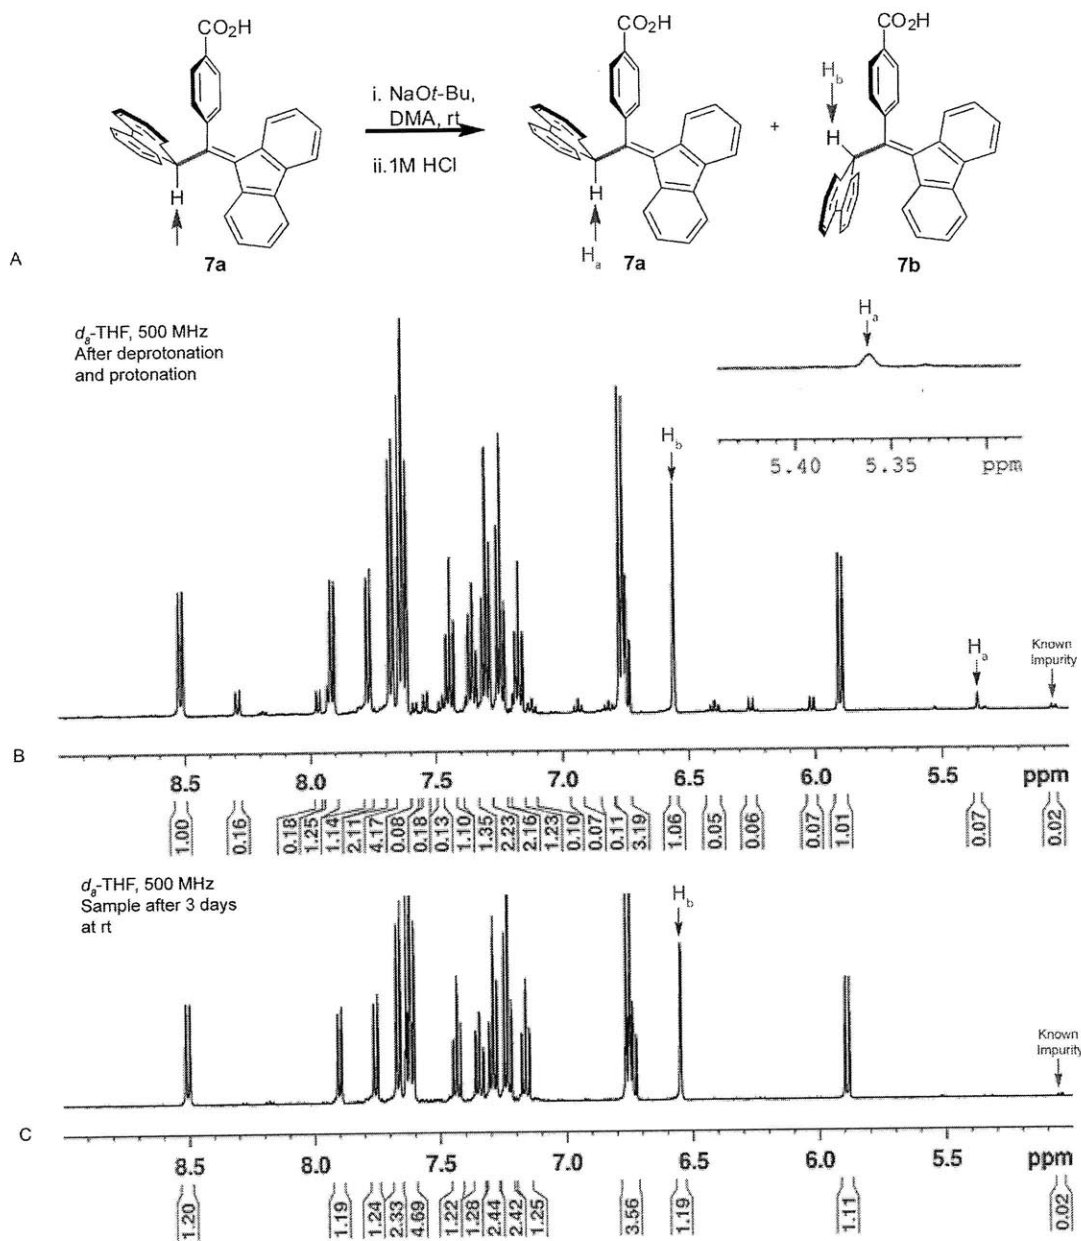 CO₂H
H
7a
i. NaOt-Bu,
DMA, rt
ii.1M HCl
CO₂H
H
Hₐ
7a
+
CO₂H
H_b
H
7b
A
d₈-THF, 500 MHz
After deprotonation
and protonation
Hₐ
5.40 5.35 ppm
H_b
Hₐ
Known
Impurity
B
8.5 8.0 7.5 7.0 6.5 6.0 5.5 ppm
1.00 0.16 0.18 1.25 1.14 2.11 4.17 0.08 0.18 0.13 1.10 1.35 2.23 2.16 1.23 0.10 0.07 0.11 3.19 1.06 0.05 0.06 0.07 1.01 0.07 0.02
d₈-THF, 500 MHz
Sample after 3 days
at rt
H_b
Known
Impurity
C
8.5 8.0 7.5 7.0 6.5 6.0 5.5 ppm
1.20 1.19 1.24 2.33 4.69 1.22 1.28 2.44 2.42 1.25 3.56 1.19 1.11 0.02